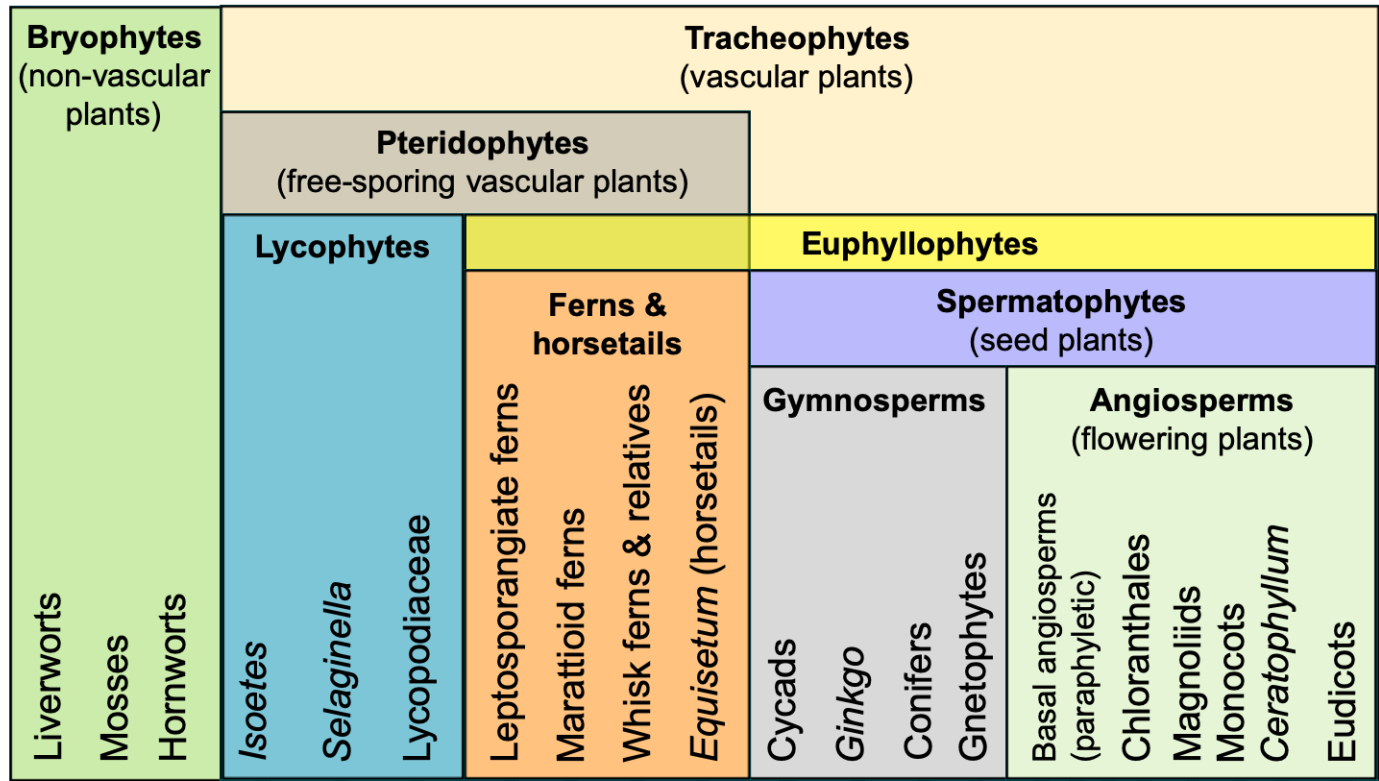 Bryophytes
(non-vascular
plants)
Tracheophytes
(vascular plants)
Pteridophytes
(free-sporing vascular plants)
Lycophytes
Euphyllophytes
Ferns &
horsetails
Spermatophytes
(seed plants)
Gymnosperms
Angiosperms
(flowering plants)
Liverworts
Mosses
Hornworts
Isoetes
Selaginella
Lycopodiaceae
Leptosporangiate ferns
Marattioid ferns
Whisk ferns & relatives
Equisetum (horsetails)
Cycads
Ginkgo
Conifers
Gnetophytes
Basal angiosperms
(paraphyletic)
Chloranthales
Magnoliids
Monocots
Ceratophyllum
Eudicots